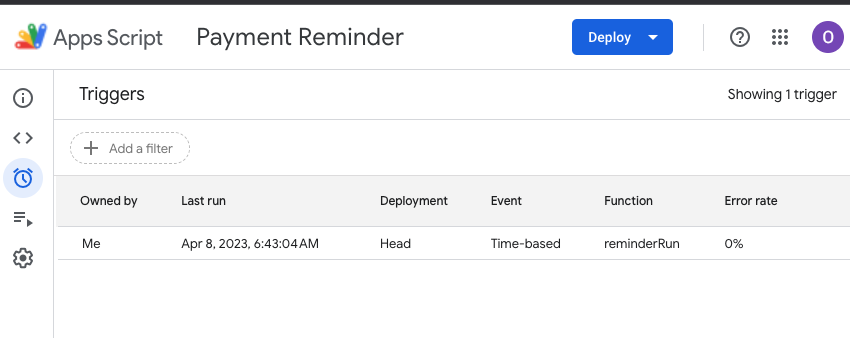 Apps Script Payment Reminder Deploy O
Triggers Showing 1 trigger
Add a filter
Owned by Last run Deployment Event Function Error rate
Me Apr 8, 2023, 6:43:04 AM Head Time-based reminderRun 0%